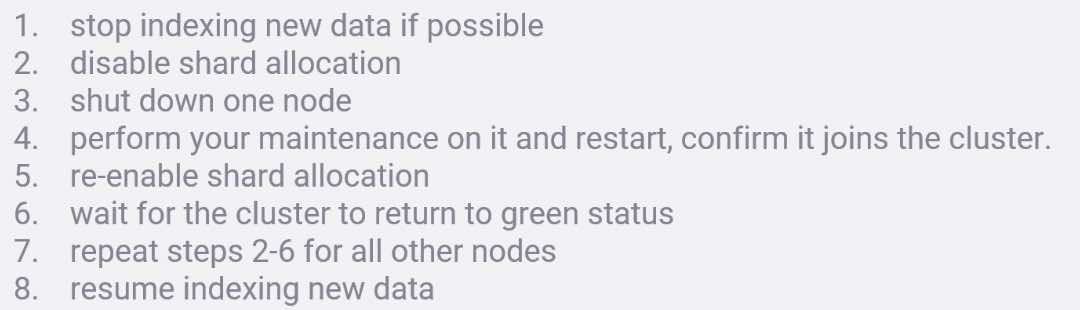 1. stop indexing new data if possible
2. disable shard allocation
3. shut down one node
4. perform your maintenance on it and restart, confirm it joins the cluster.
5. re-enable shard allocation
6. wait for the cluster to return to green status
7. repeat steps 2-6 for all other nodes
8. resume indexing new data